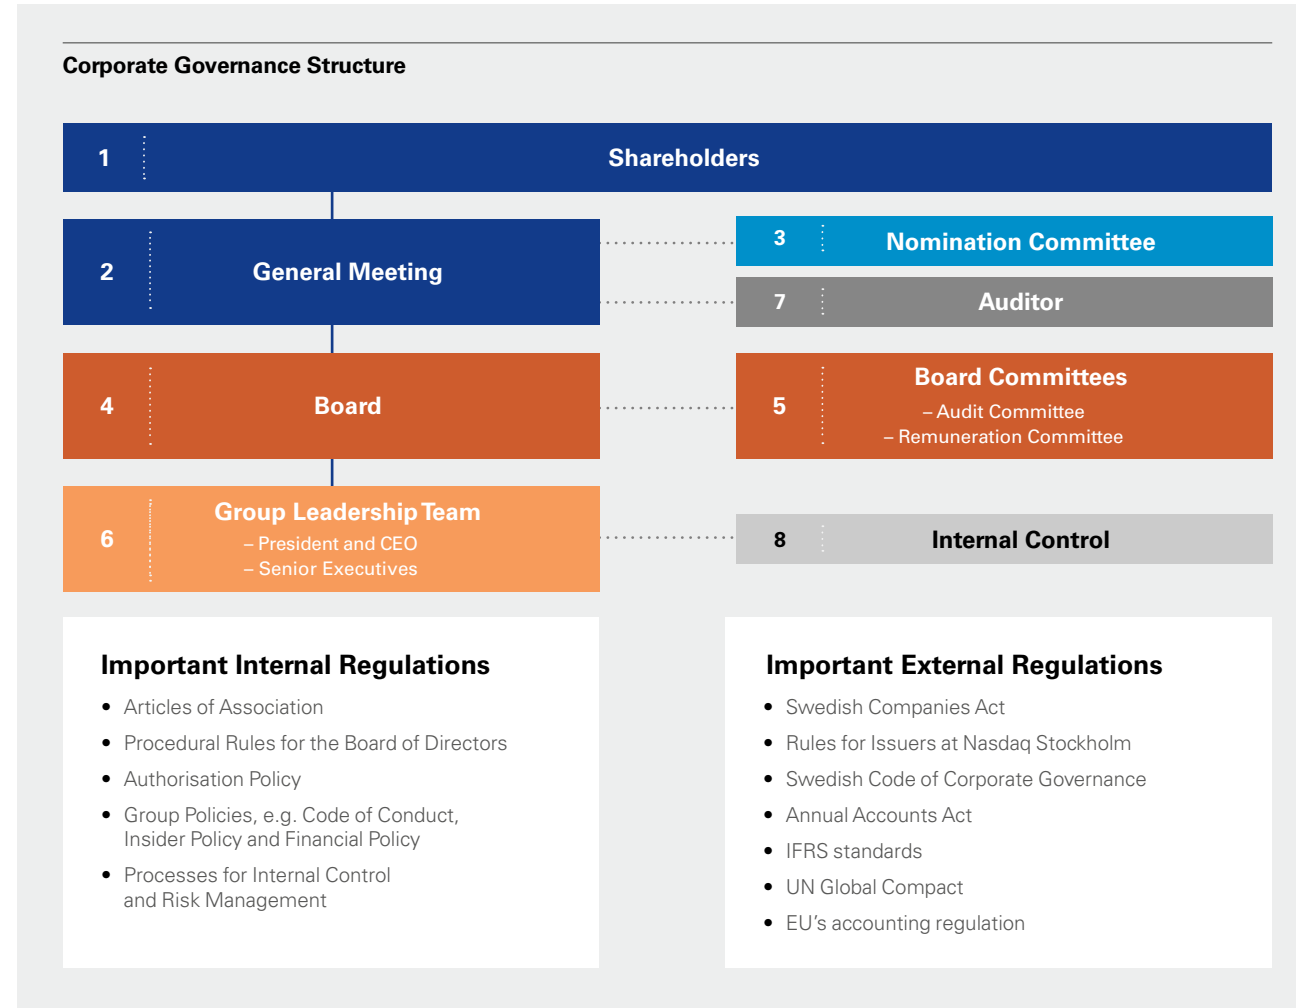 Corporate Governance Structure
1 Shareholders
2 General Meeting
3 Nomination Committee
7 Auditor
4 Board
5 Board Committees
– Audit Committee
– Remuneration Committee
6 Group Leadership Team
– President and CEO
– Senior Executives
8 Internal Control
Important Internal Regulations
• Articles of Association
• Procedural Rules for the Board of Directors
• Authorisation Policy
• Group Policies, e.g. Code of Conduct,
Insider Policy and Financial Policy
• Processes for Internal Control
and Risk Management
Important External Regulations
• Swedish Companies Act
• Rules for Issuers at Nasdaq Stockholm
• Swedish Code of Corporate Governance
• Annual Accounts Act
• IFRS standards
• UN Global Compact
• EU’s accounting regulation